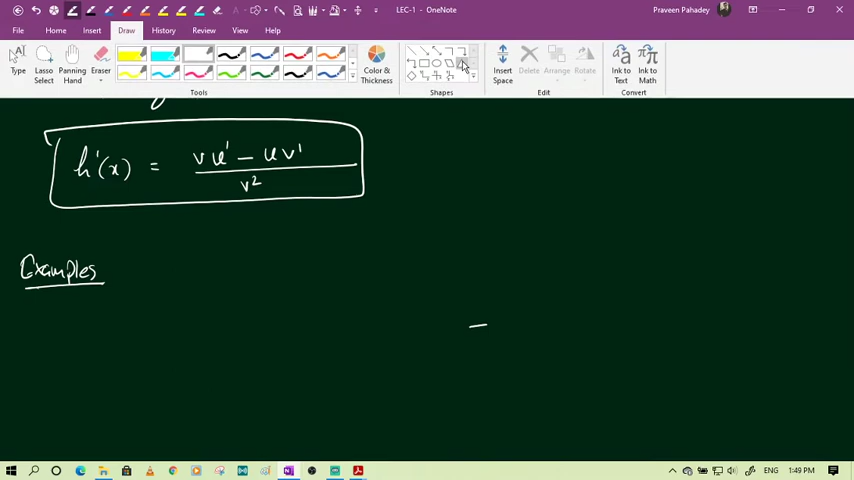 LEC-1 - OneNote
Praveen Pahadey
File Home Insert Draw History Review View Help
Type
Lasso Select
Panning Hand
Eraser
Color & Thickness
Insert Space
Delete
Arrange
Rotate
Ink to Text
Ink to Math
Tools Shapes Edit Convert
h'(x) = vu' - uv' / v²
Examples
ENG 1:49 PM